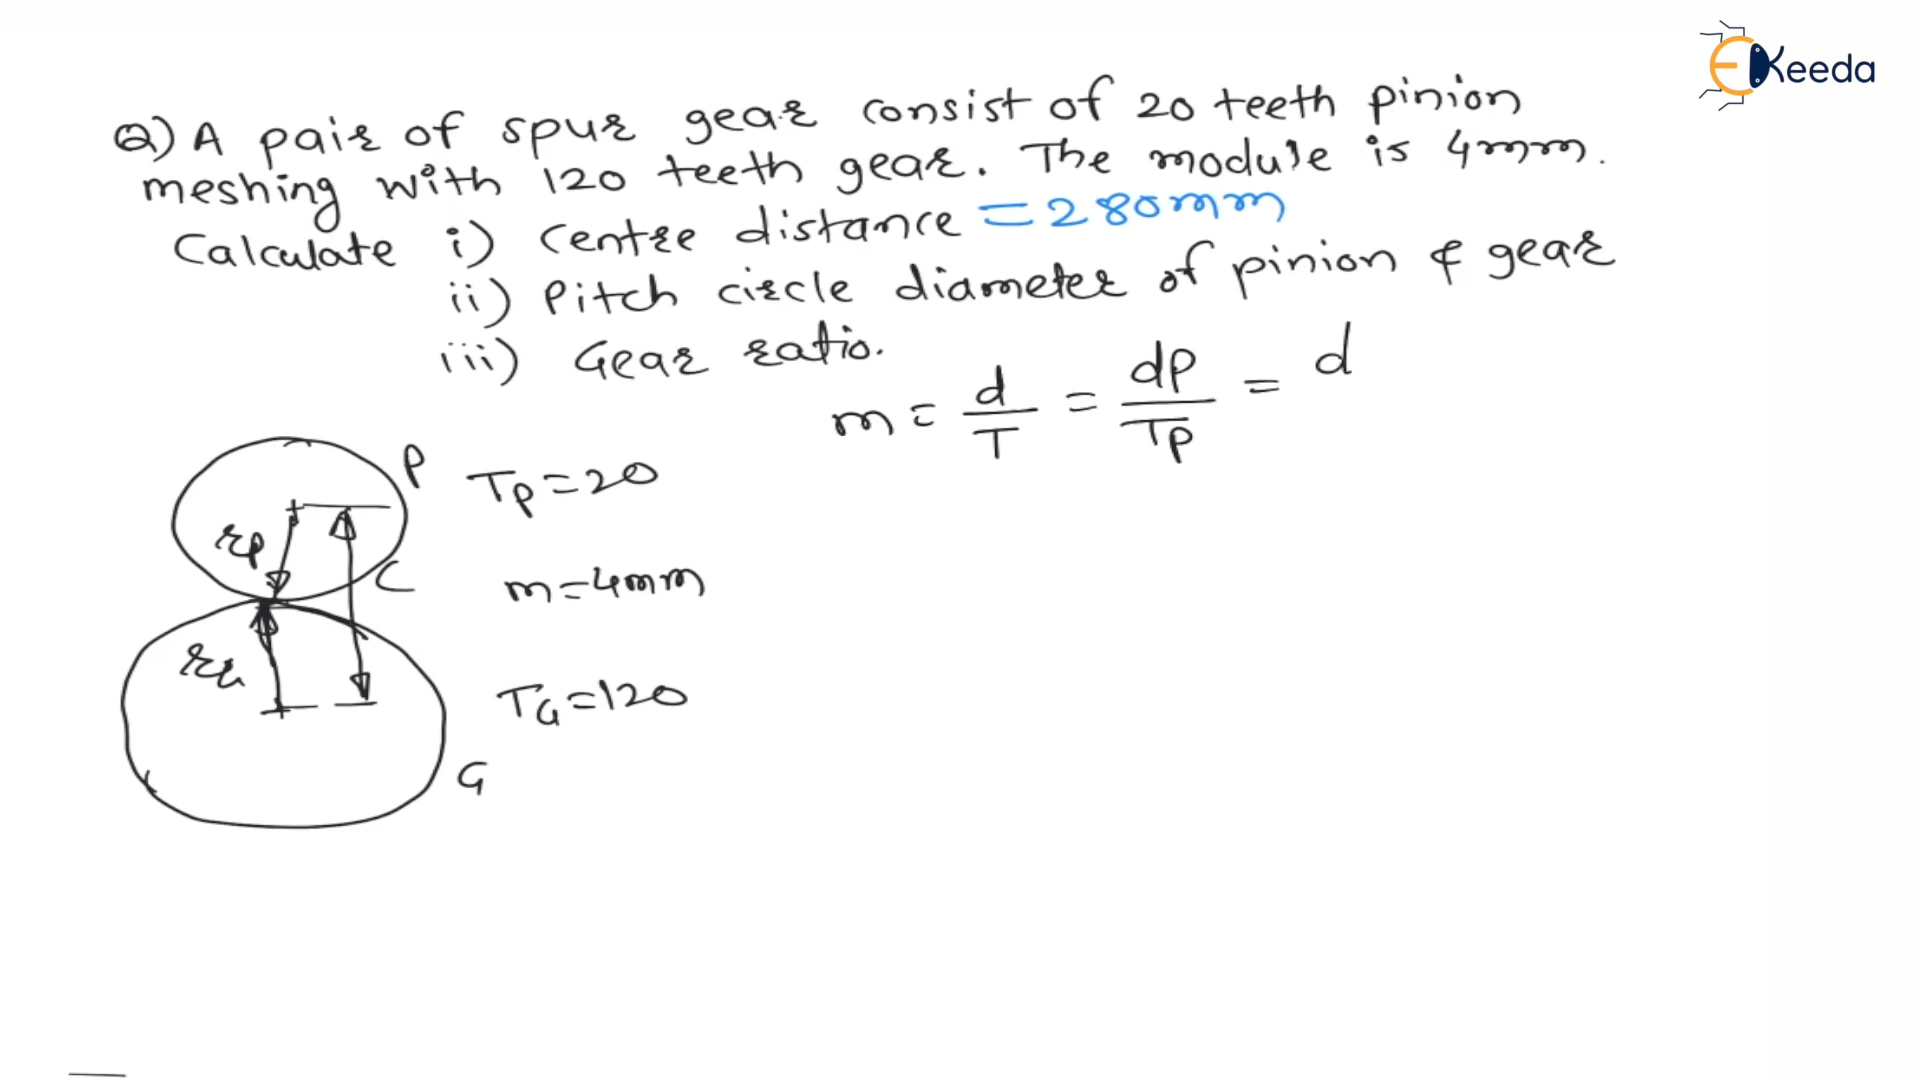 EKeeda
Q) A pair of spur gear consist of 20 teeth pinion
meshing with 120 teeth gear. The module is 4mm.
Calculate i) Centre distance = 280mm
ii) Pitch circle diameter of pinion & gear
iii) Gear ratio.
m = d/T = dP/TP = d
P
TP = 20
rP
C
m = 4mm
rG
TG = 120
G